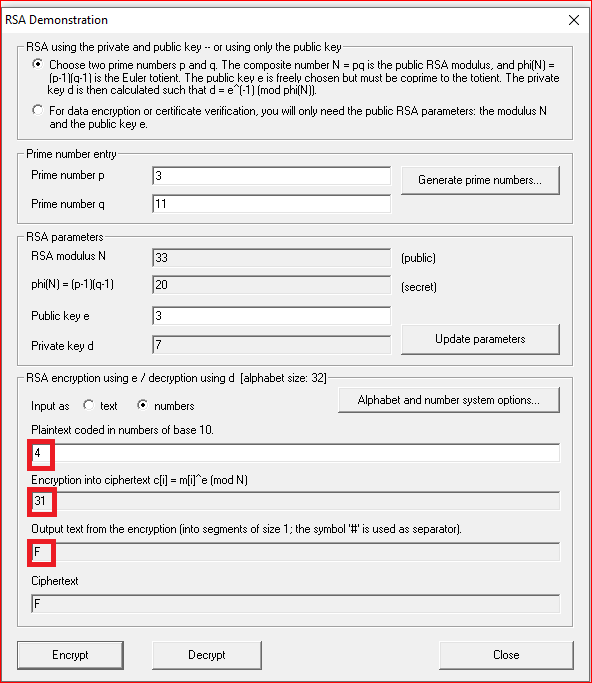 RSA Demonstration
RSA using the private and public key -- or using only the public key
Choose two prime numbers p and q. The composite number N = pq is the public RSA modulus, and phi(N) =
(p-1)(q-1) is the Euler totient. The public key e is freely chosen but must be coprime to the totient. The private
key d is then calculated such that d = e^(-1) (mod phi(N)).
For data encryption or certificate verification, you will only need the public RSA parameters: the modulus N
and the public key e.
Prime number entry
Prime number p
3
Generate prime numbers...
Prime number q
11
RSA parameters
RSA modulus N
33
(public)
phi(N) = (p-1)(q-1)
20
(secret)
Public key e
3
Private key d
7
Update parameters
RSA encryption using e / decryption using d [alphabet size: 32]
Input as
text
numbers
Alphabet and number system options...
Plaintext coded in numbers of base 10.
4
Encryption into ciphertext c[i] = m[i]^e (mod N)
31
Output text from the encryption (into segments of size 1; the symbol '#' is used as separator).
F
Ciphertext
F
Encrypt
Decrypt
Close